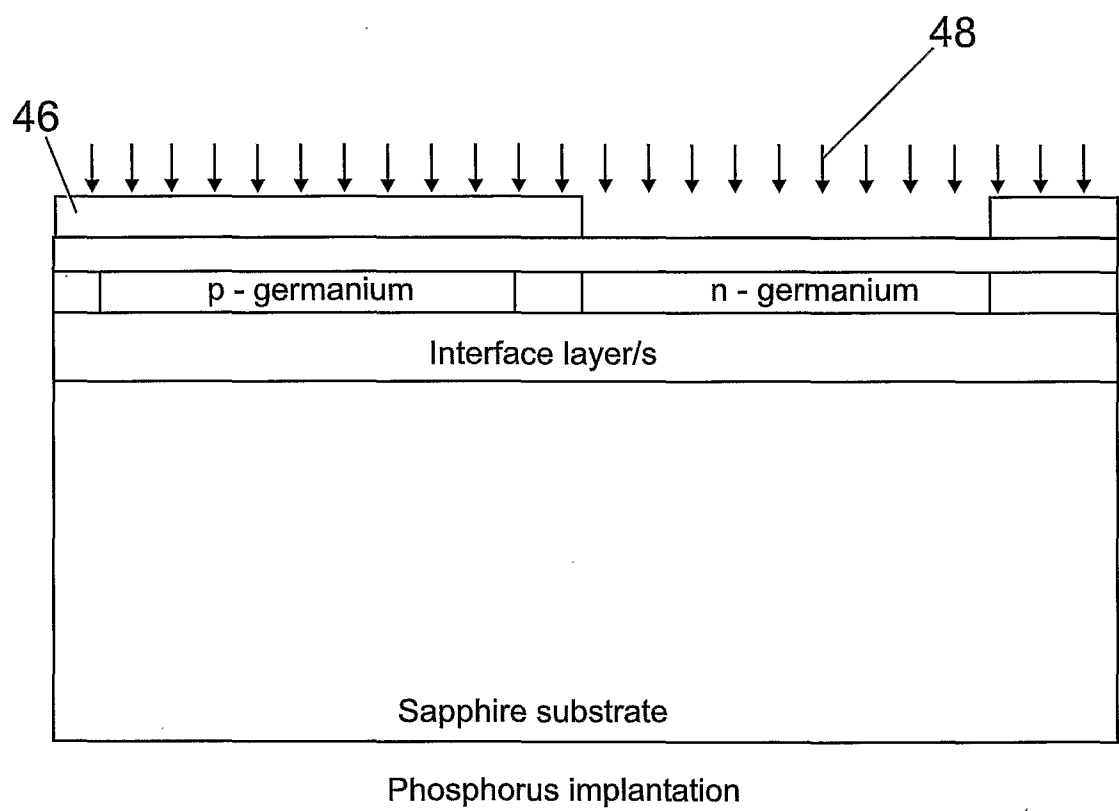 48
46
p - germanium
n - germanium
Interface layer/s
Sapphire substrate
Phosphorus implantation